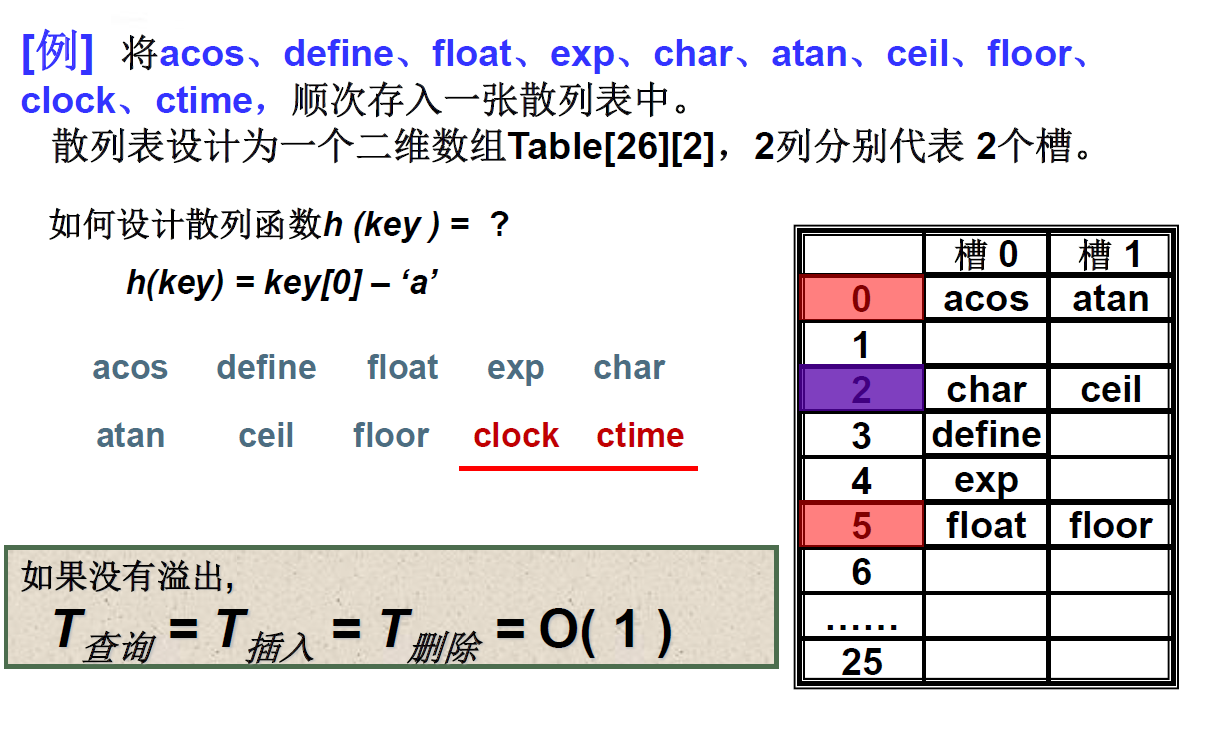 [例] 将acos、define、float、exp、char、atan、ceil、floor、
clock、ctime，顺次存入一张散列表中。
散列表设计为一个二维数组Table[26][2]，2列分别代表 2个槽。
如何设计散列函数h (key ) = ？
h(key) = key[0] – ‘a’
acos define float exp char
atan ceil floor clock ctime
如果没有溢出,
T查询 = T插入 = T删除 = O( 1 )
槽 0 槽 1
0 acos atan
1
2 char ceil
3 define
4 exp
5 float floor
6
……
25